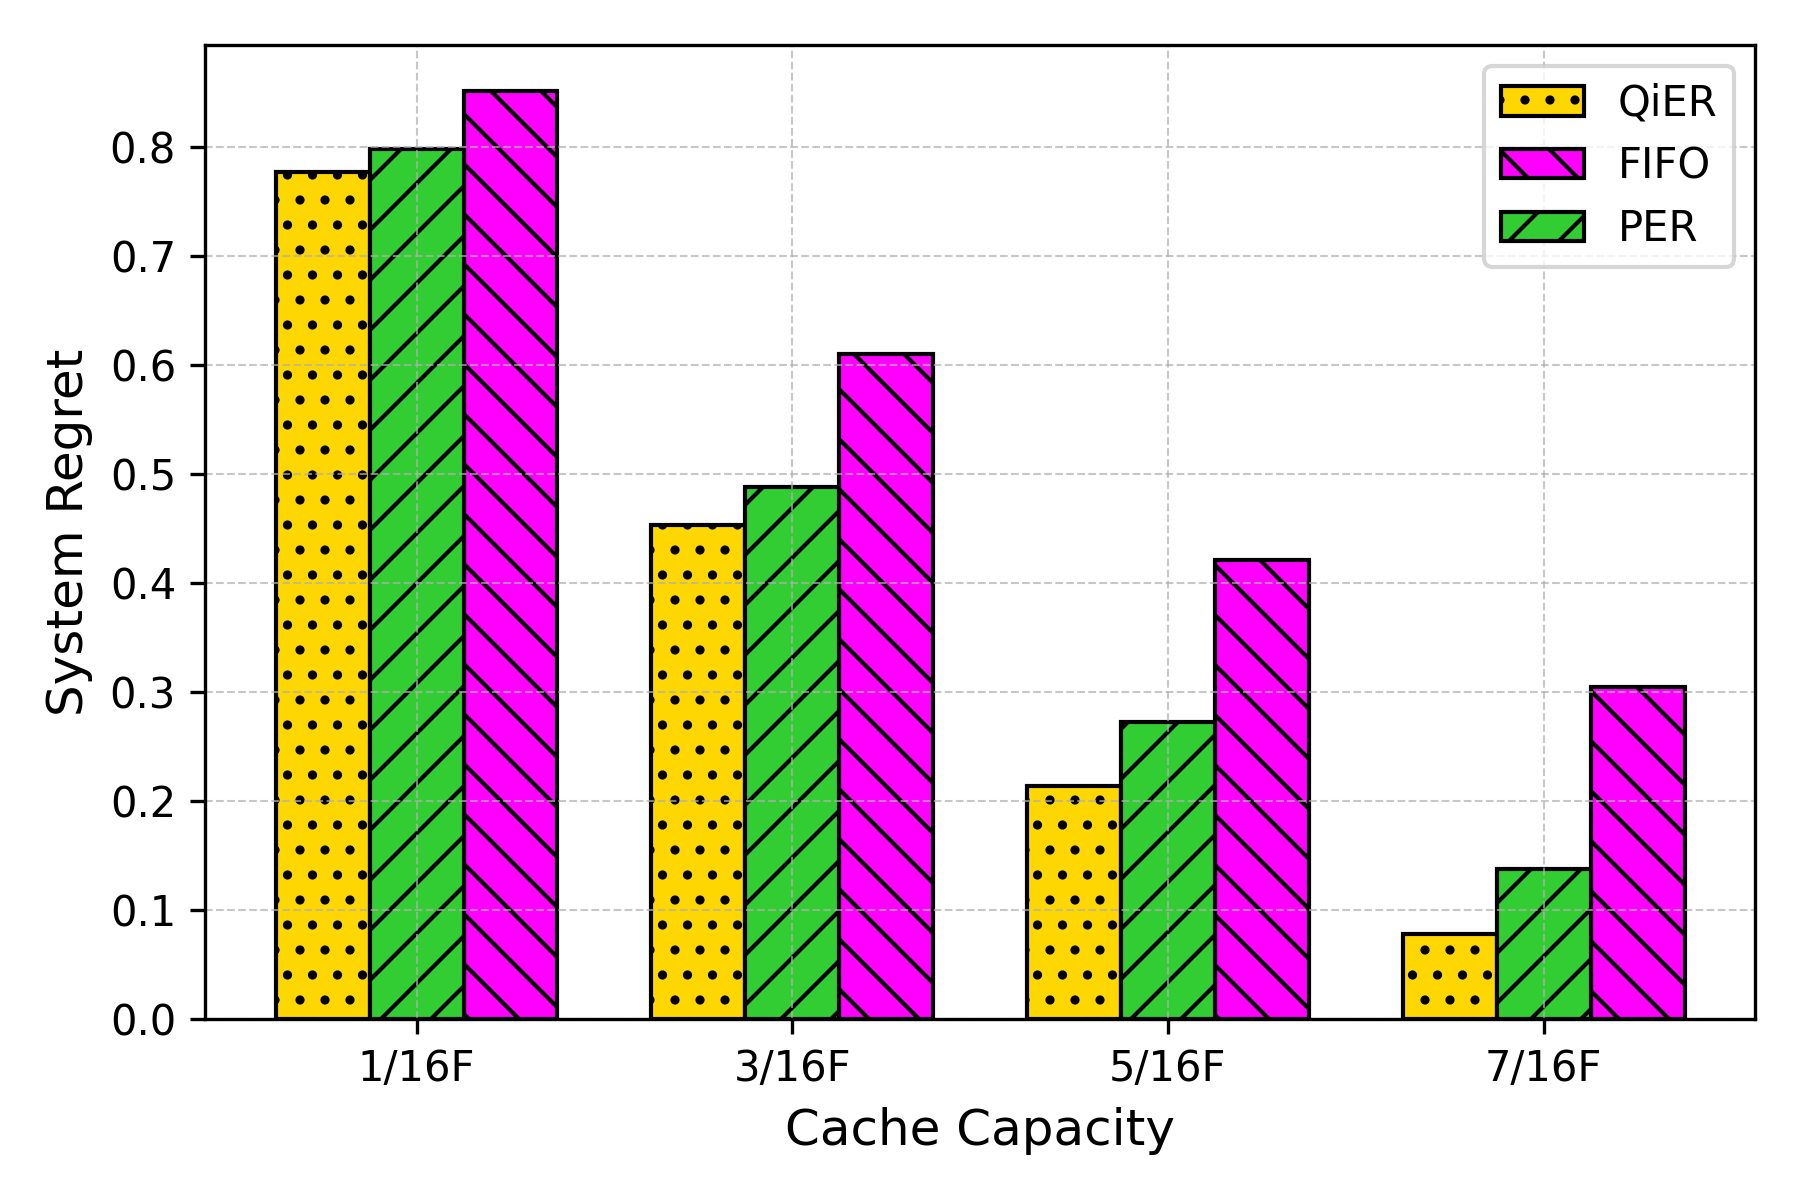 QiER
FIFO
PER
System Regret
0.8
0.7
0.6
0.5
0.4
0.3
0.2
0.1
0.0
1/16F
3/16F
5/16F
7/16F
Cache Capacity